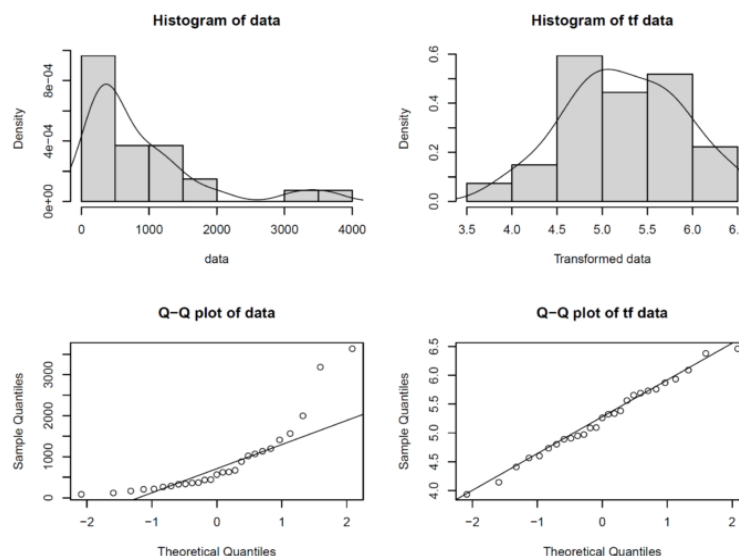 Histogram of data
Density
0e+00 4e−04 8e−04
0 1000 2000 3000 4000
data
Histogram of tf data
Density
0.0 0.2 0.4 0.6
3.5 4.0 4.5 5.0 5.5 6.0
Transformed data
Q−Q plot of data
Sample Quantiles
0 1000 2000 3000
−2 −1 0 1 2
Theoretical Quantiles
Q−Q plot of tf data
Sample Quantiles
4.0 4.5 5.0 5.5 6.0 6.5
−2 −1 0 1 2
Theoretical Quantiles